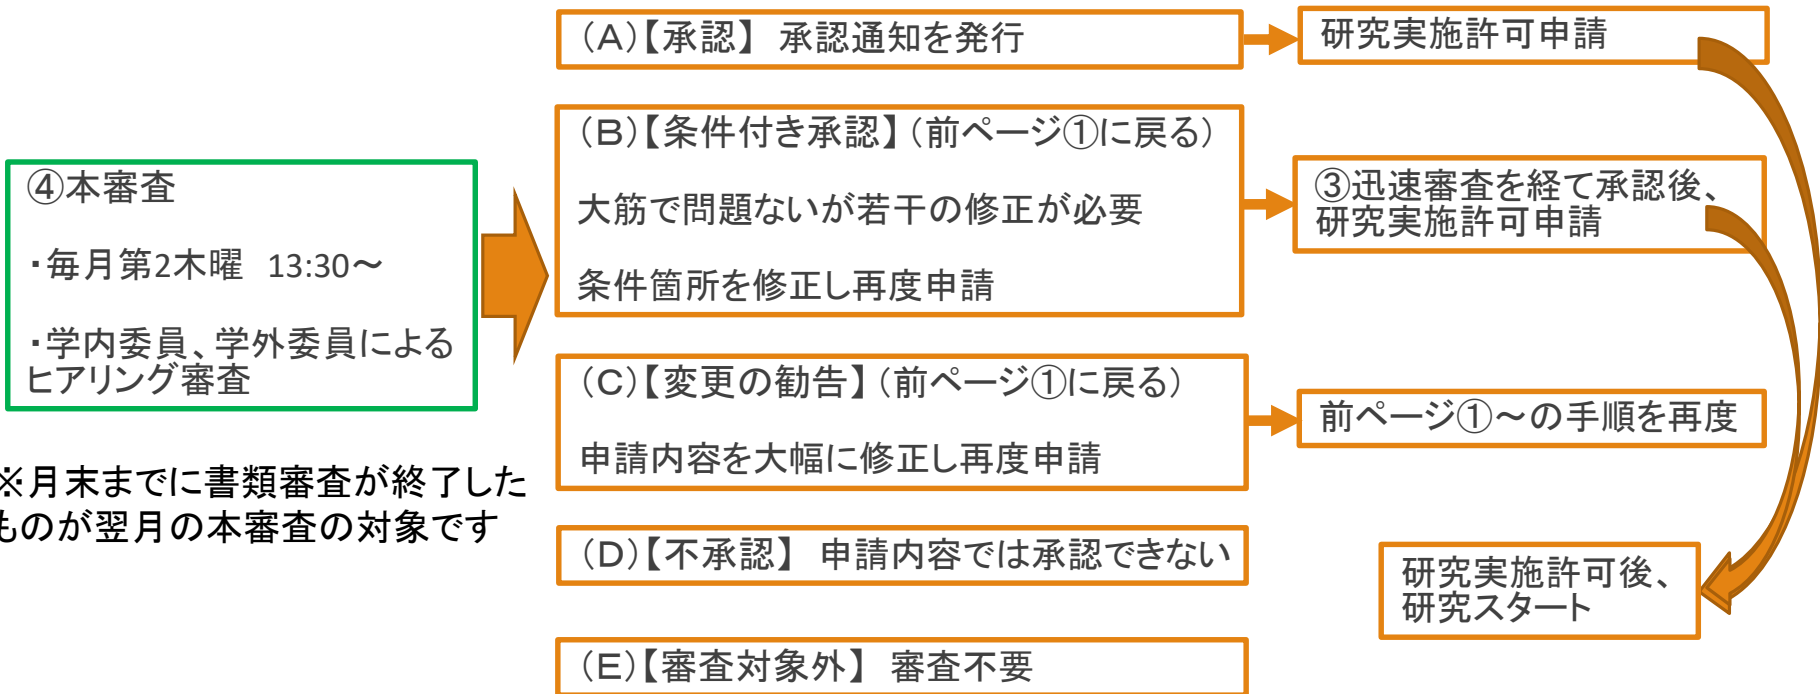 ④本審査
・毎月第2木曜 13:30～
・学内委員、学外委員による
ヒアリング審査
※月末までに書類審査が終了した
ものが翌月の本審査の対象です
（A）【承認】 承認通知を発行
研究実施許可申請
（B）【条件付き承認】（前ページ①に戻る）
大筋で問題ないが若干の修正が必要
条件箇所を修正し再度申請
③迅速審査を経て承認後、
研究実施許可申請
（C）【変更の勧告】（前ページ①に戻る）
申請内容を大幅に修正し再度申請
前ページ①～の手順を再度
（D）【不承認】 申請内容では承認できない
研究実施許可後、
研究スタート
（E）【審査対象外】 審査不要